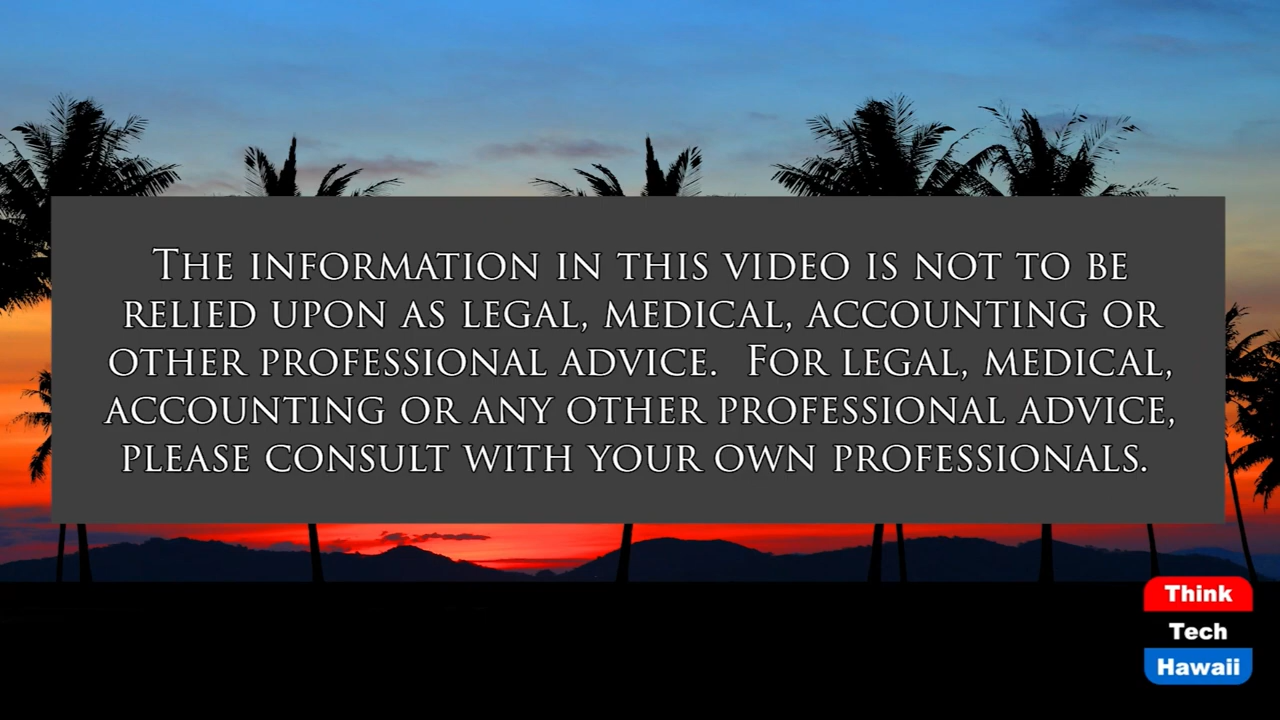 The information in this video is not to be
relied upon as legal, medical, accounting or
other professional advice.  For legal, medical,
accounting or any other professional advice,
please consult with your own professionals.
Think
Tech
Hawaii